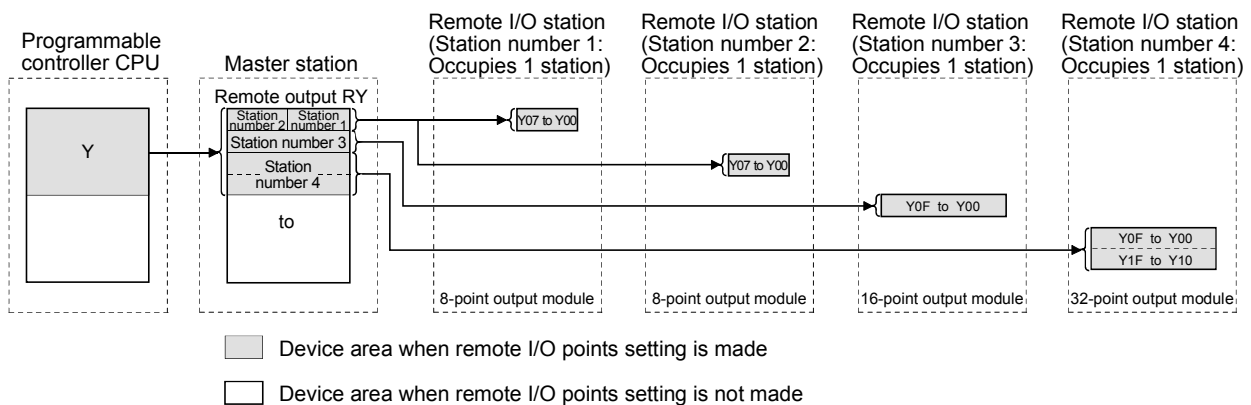 Programmable
controller CPU
Y
Master station
Remote output RY
Station
number 2
Station
number 1
Station number 3
Station
number 4
to
Remote I/O station
(Station number 1:
Occupies 1 station)
Y07 to Y00
8-point output module
Remote I/O station
(Station number 2:
Occupies 1 station)
Y07 to Y00
8-point output module
Remote I/O station
(Station number 3:
Occupies 1 station)
Y0F to Y00
16-point output module
Remote I/O station
(Station number 4:
Occupies 1 station)
Y0F to Y00
Y1F to Y10
32-point output module
Device area when remote I/O points setting is made
Device area when remote I/O points setting is not made